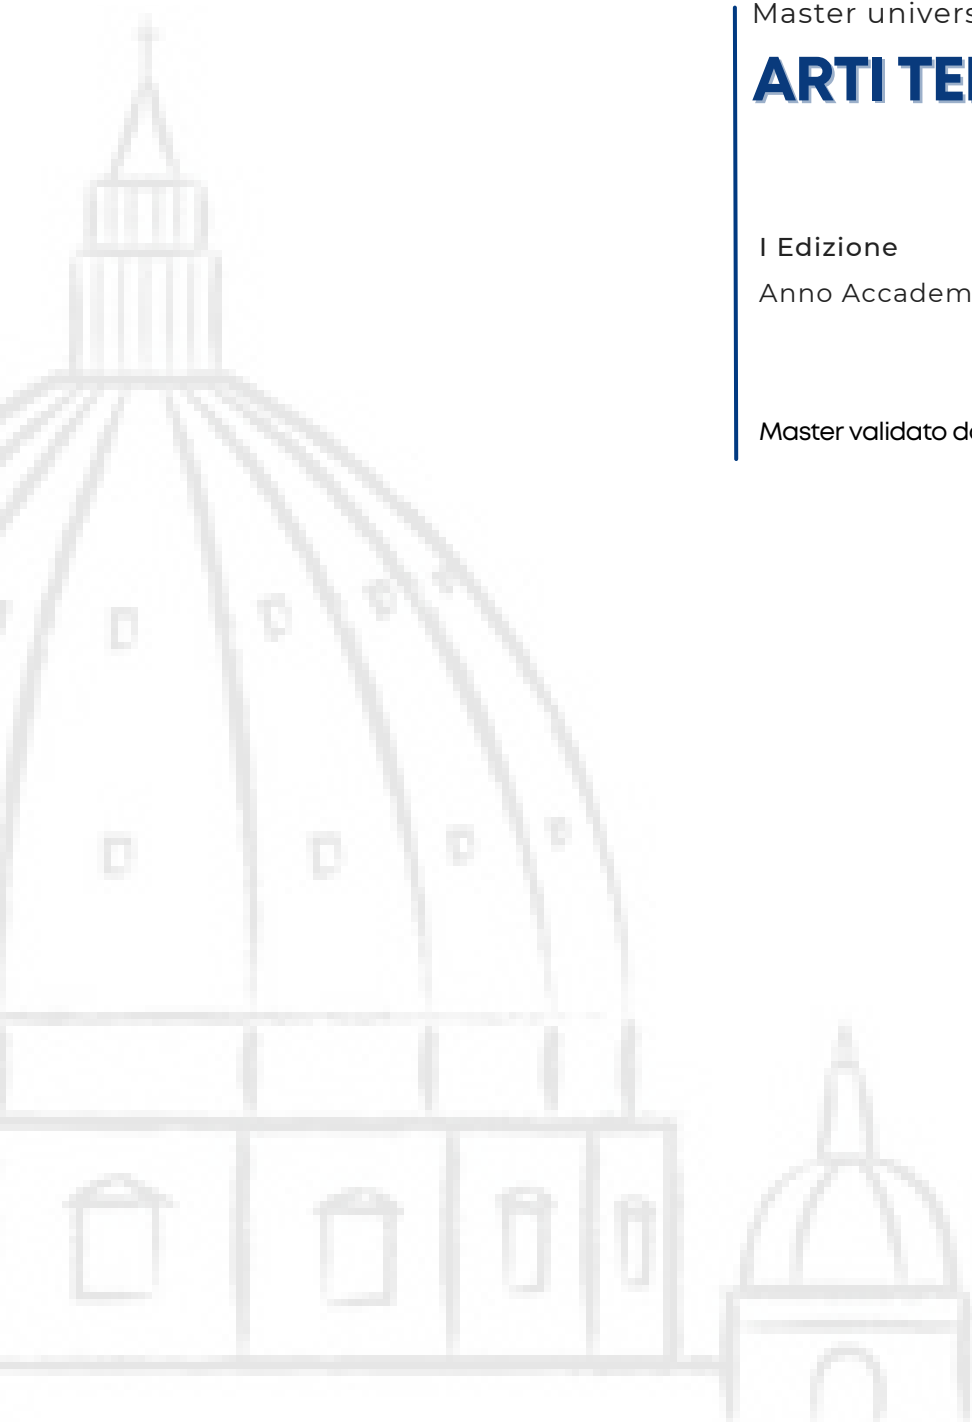 Master univers
ARTI TE
I Edizione
Anno Accadem
Master validato d